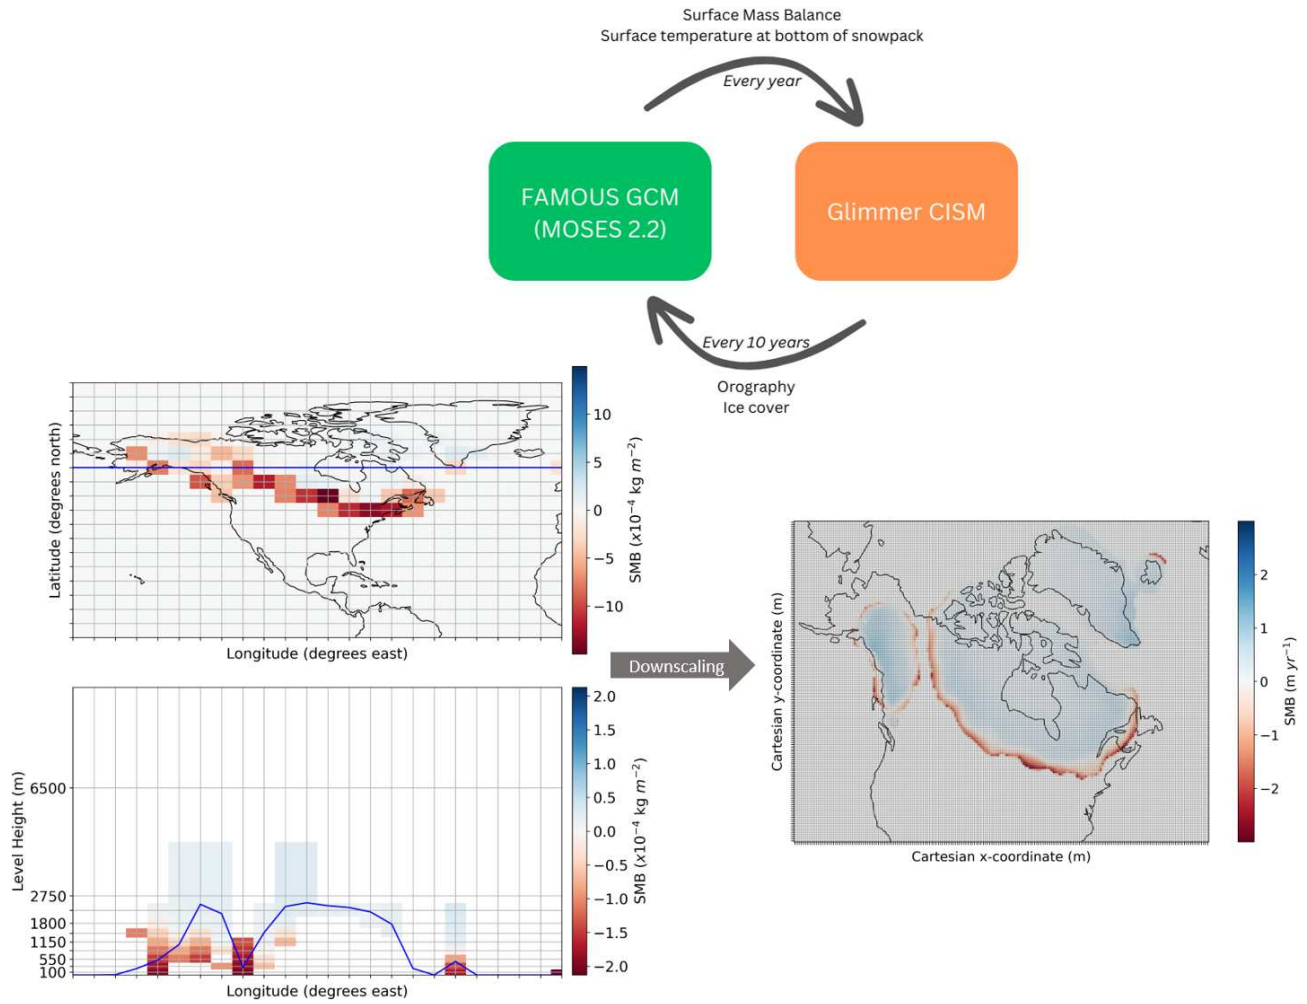 Surface Mass Balance
Surface temperature at bottom of snowpack
Every year
FAMOUS GCM
(MOSES 2.2)
Glimmer CISM
Every 10 years
Orography
Ice cover
Latitude (degrees north)
Longitude (degrees east)
10
5
0
−5
−10
SMB (x10⁻⁴ kg m⁻²)
Downscaling
Cartesian y-coordinate (m)
Cartesian x-coordinate (m)
2
1
0
−1
−2
SMB (m yr⁻¹)
Level Height (m)
6500
2750
1800
1150
550
100
Longitude (degrees east)
2.0
1.5
1.0
0.5
0.0
−0.5
−1.0
−1.5
−2.0
SMB (x10⁻⁴ kg m⁻²)